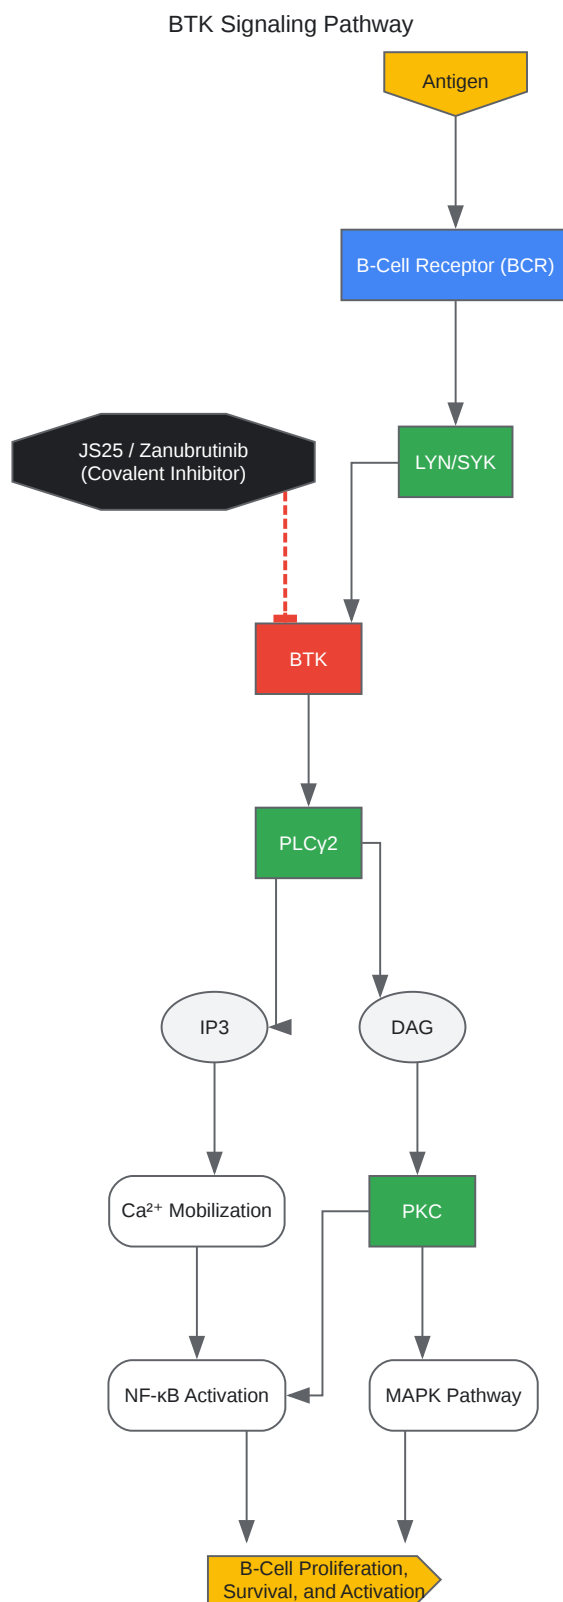 BTK Signaling Pathway
Antigen
B-Cell Receptor (BCR)
JS25 / Zanubrutinib
(Covalent Inhibitor)
LYN/SYK
BTK
PLCγ2
IP3
DAG
Ca²⁺ Mobilization
PKC
NF-κB Activation
MAPK Pathway
B-Cell Proliferation,
Survival, and Activation